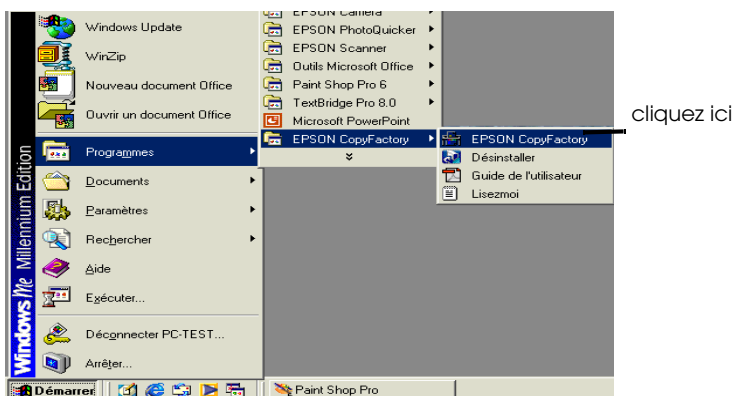 Windows Update
WinZip
Nouveau document Office
Ouvrir un document Office
Programmes
Documents
Paramètres
Rechercher
Aide
Exécuter...
Déconnecter PC-TEST...
Arrêter...
Windows Me Millennium Edition
EPSON Camera
EPSON PhotoQuicker
EPSON Scanner
Outils Microsoft Office
Paint Shop Pro 6
TextBridge Pro 8.0
Microsoft PowerPoint
EPSON CopyFactory
EPSON CopyFactory
Désinstaller
Guide de l'utilisateur
Lisezmoi
cliquez ici
Démarrer
Paint Shop Pro